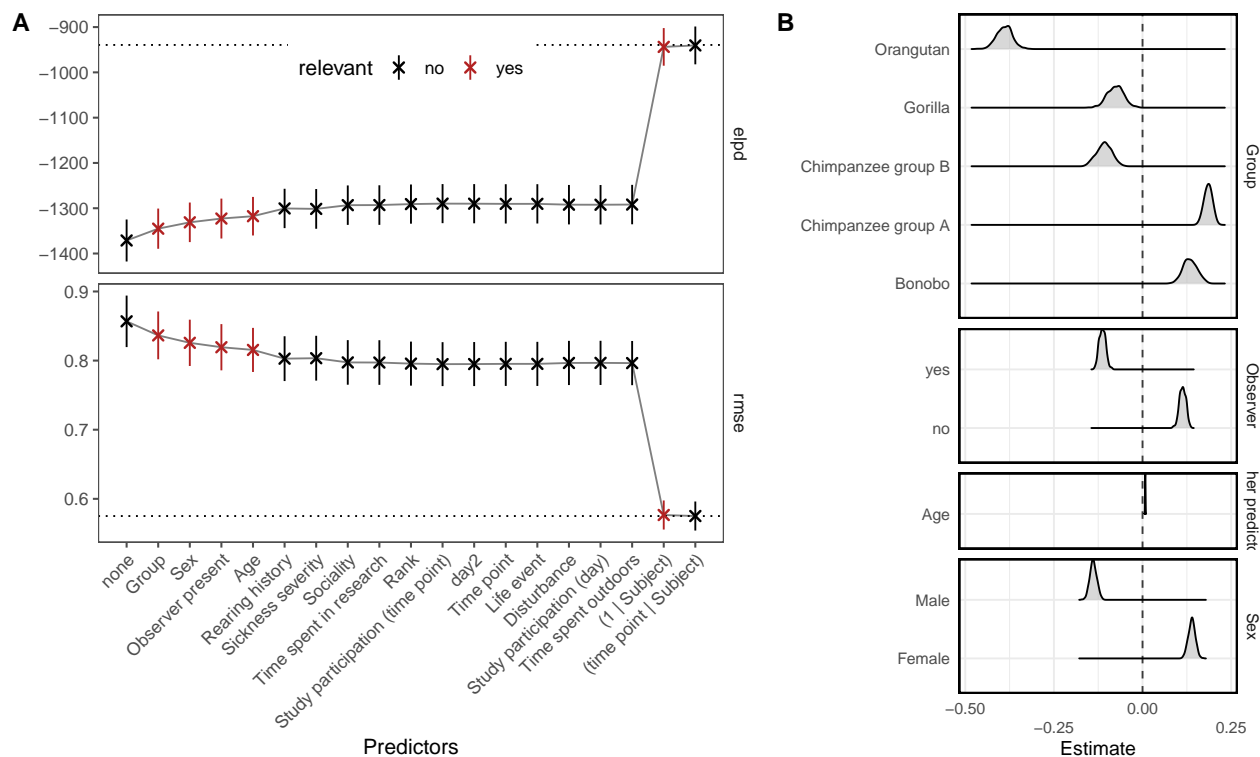 A
−900
−1000
−1100
−1200
−1300
−1400
relevant no yes
elpd
0.9
0.8
0.7
0.6
rmse
none
Group
Sex
Observer present
Age
Rearing history
Sickness severity
Sociality
Time spent in research
Rank
Study participation (time point)
day2
Time point
Life event
Disturbance
Study participation (day)
Time spent outdoors
(1 | Subject)
(time point | Subject)
Predictors
B
Orangutan
Gorilla
Chimpanzee group B
Chimpanzee group A
Bonobo
Group
yes
no
Observer
Age
her predict
Male
Female
Sex
−0.50
−0.25
0.00
0.25
Estimate